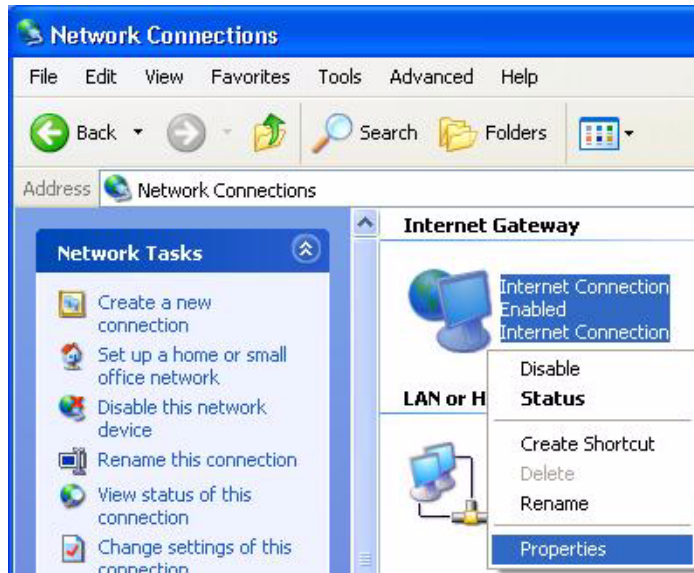 Network Connections
File Edit View Favorites Tools Advanced Help
Back Search Folders
Address Network Connections
Network Tasks
Create a new
connection
Set up a home or small
office network
Disable this network
device
Rename this connection
View status of this
connection
Change settings of this
connection
Internet Gateway
Internet Connection
Enabled
Internet Connection
LAN or H
Disable
Status
Create Shortcut
Delete
Rename
Properties